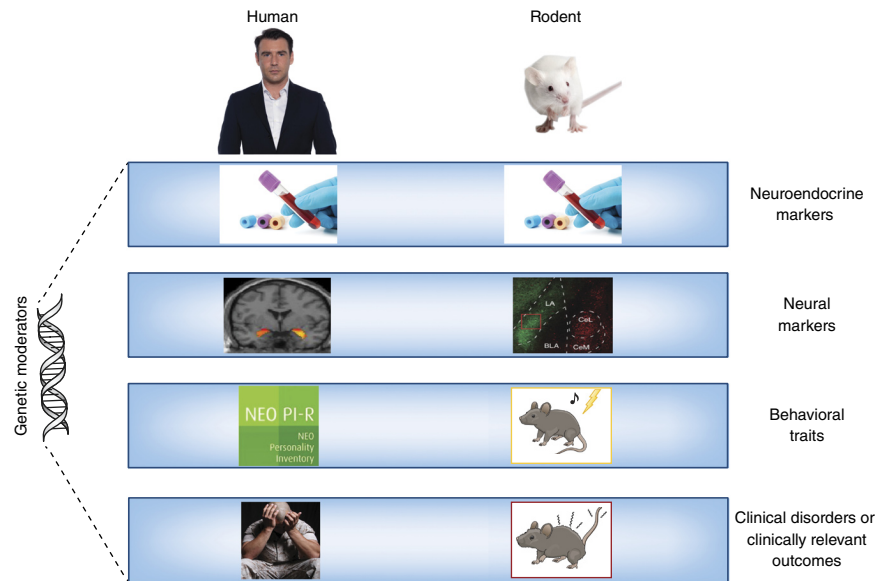 Human
Rodent
Neuroendocrine
markers
LA
CeL
BLA
CeM
Neural
markers
Genetic moderators
NEO PI-R
NEO
Personality
Inventory
Behavioral
traits
Clinical disorders or
clinically relevant
outcomes